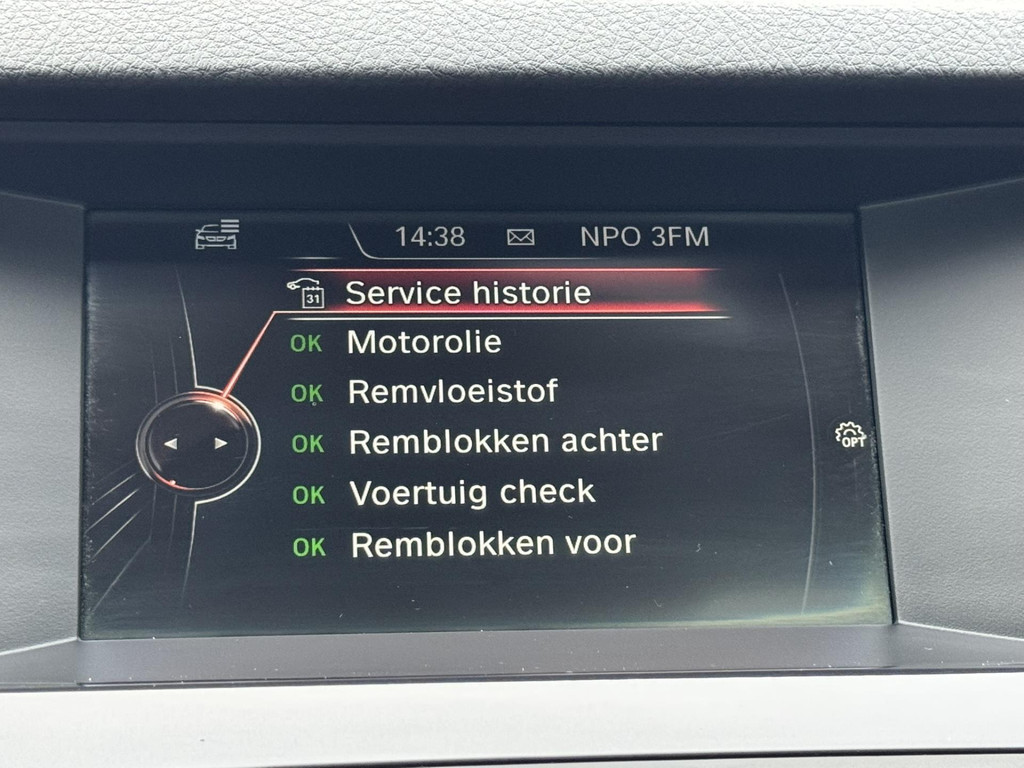 14:38 NPO 3FM
31 Service historie
OK Motorolie
OK Remvloeistof
OK Remblokken achter
OPT
OK Voertuig check
OK Remblokken voor